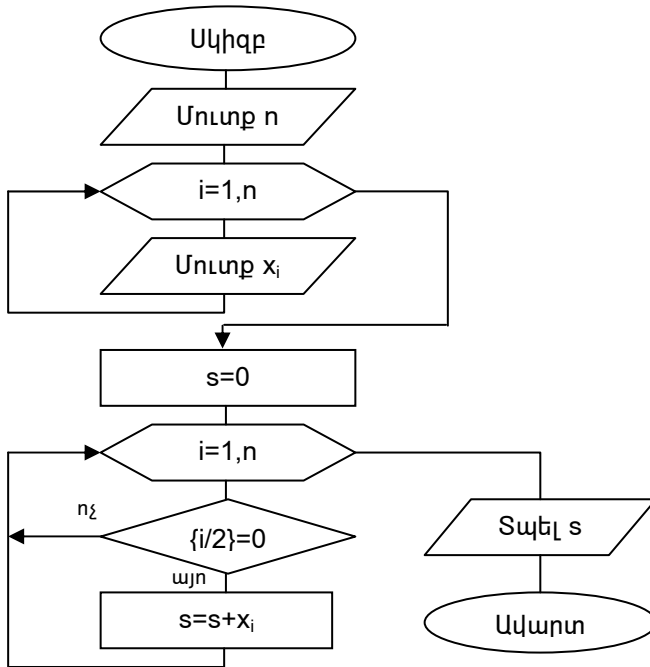 Սկիզբ
Մուտք n
i=1,n
Մուտք xᵢ
s=0
i=1,n
ոչ
{i/2}=0
այո
s=s+xᵢ
Տպել s
Ավարտ